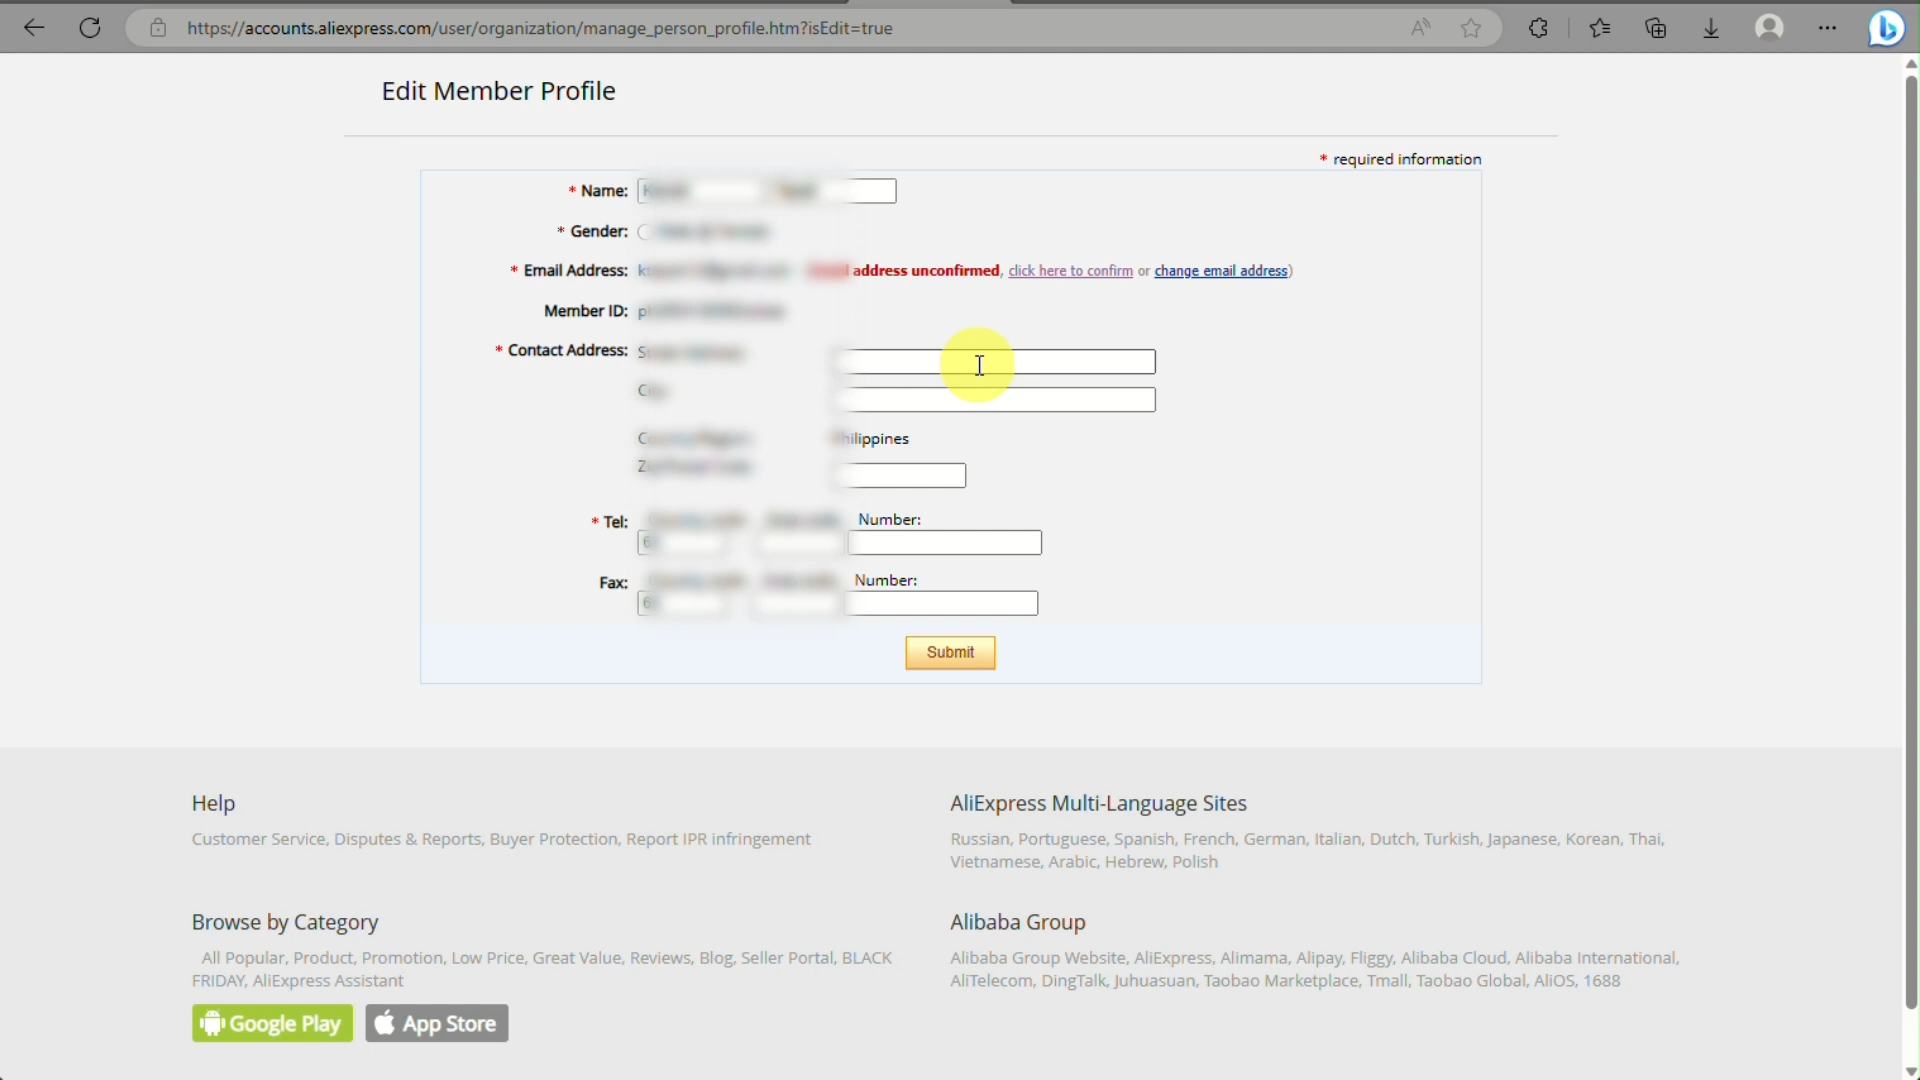 https://accounts.aliexpress.com/user/organization/manage_person_profile.htm?isEdit=true
Edit Member Profile
* required information
* Name:
* Gender:
* Email Address: address unconfirmed, click here to confirm or change email address)
Member ID:
* Contact Address:
City
Philippines
* Tel: Number:
Fax: Number:
Submit
Help
Customer Service, Disputes & Reports, Buyer Protection, Report IPR infringement
AliExpress Multi-Language Sites
Russian, Portuguese, Spanish, French, German, Italian, Dutch, Turkish, Japanese, Korean, Thai,
Vietnamese, Arabic, Hebrew, Polish
Browse by Category
All Popular, Product, Promotion, Low Price, Great Value, Reviews, Blog, Seller Portal, BLACK
FRIDAY, AliExpress Assistant
Alibaba Group
Alibaba Group Website, AliExpress, Alimama, Alipay, Fliggy, Alibaba Cloud, Alibaba International,
AliTelecom, DingTalk, Juhuasuan, Taobao Marketplace, Tmall, Taobao Global, AliOS, 1688
Google Play
App Store